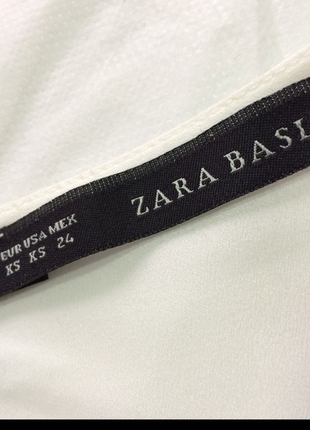 ZARA BASI
EUR USA MEX
XS XS 24